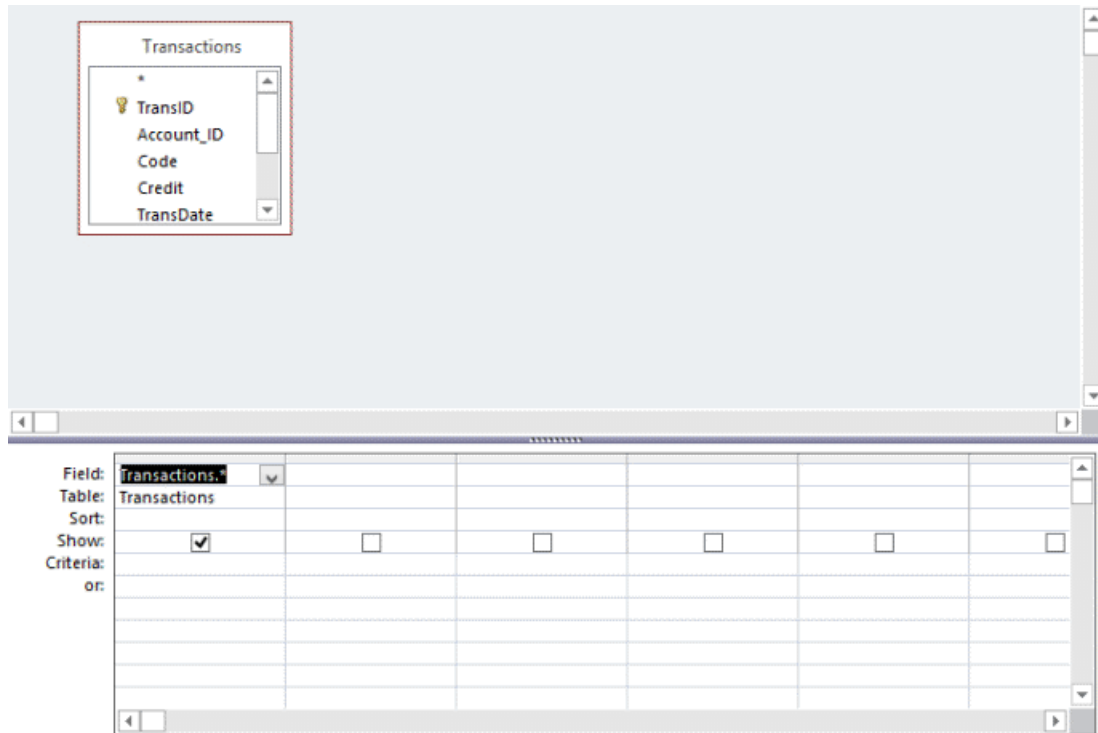 Transactions
*
TransID
Account_ID
Code
Credit
TransDate
Field: Transactions.*
Table: Transactions
Sort:
Show:
Criteria:
or: